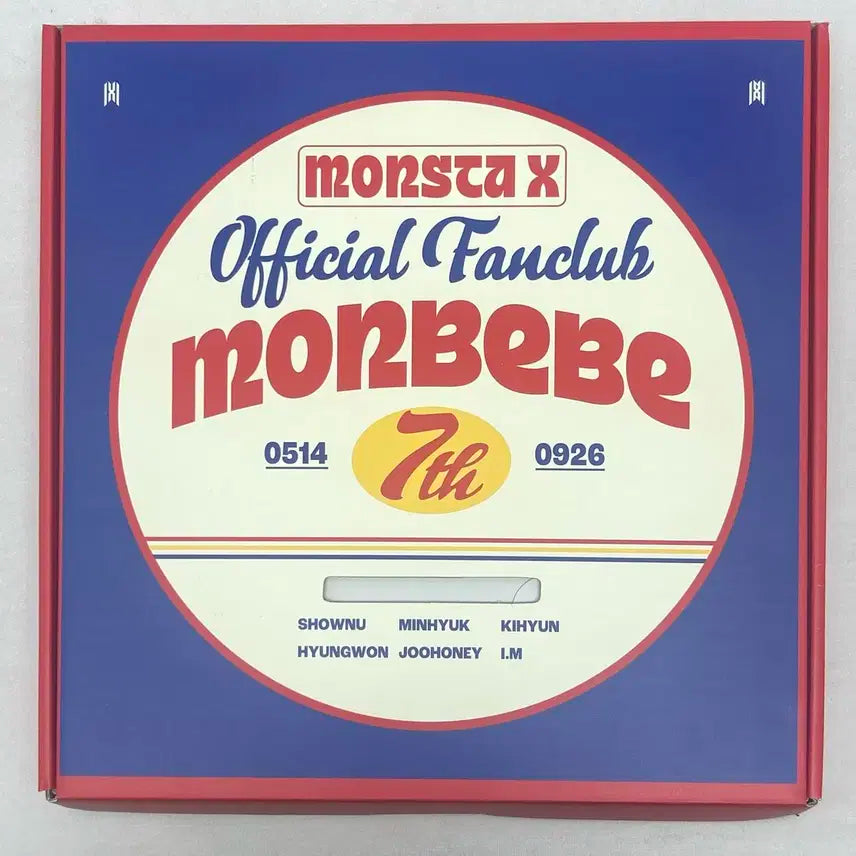 MONSTA X
Official Fanclub
MONBEBE
0514 7th 0926
SHOWNU MINHYUK KIHYUN
HYUNGWON JOOHONEY I.M